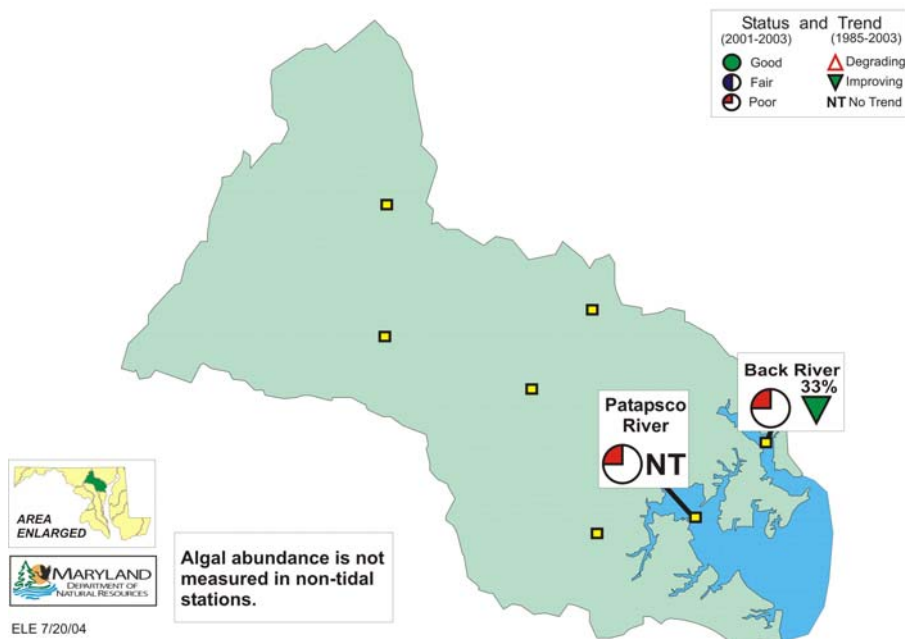 Status and Trend
(2001-2003) (1985-2003)
Good Degrading
Fair Improving
Poor NT No Trend
Back River
33%
Patapsco
River
NT
AREA
ENLARGED
MARYLAND
DEPARTMENT OF
NATURAL RESOURCES
Algal abundance is not
measured in non-tidal
stations.
ELE 7/20/04